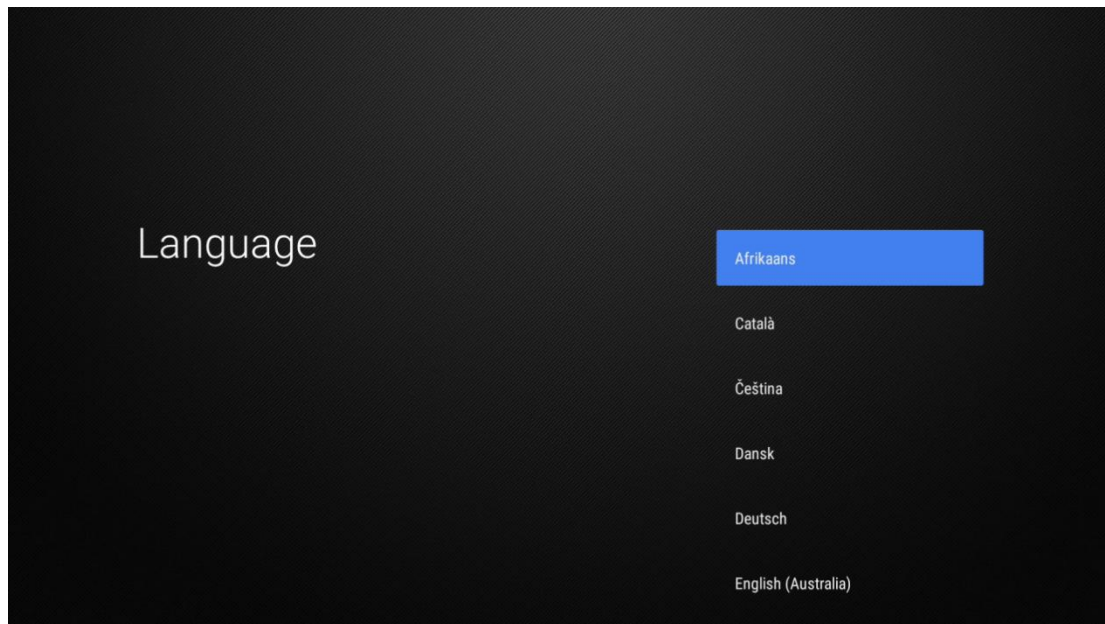 Language
Afrikaans
Català
Čeština
Dansk
Deutsch
English (Australia)